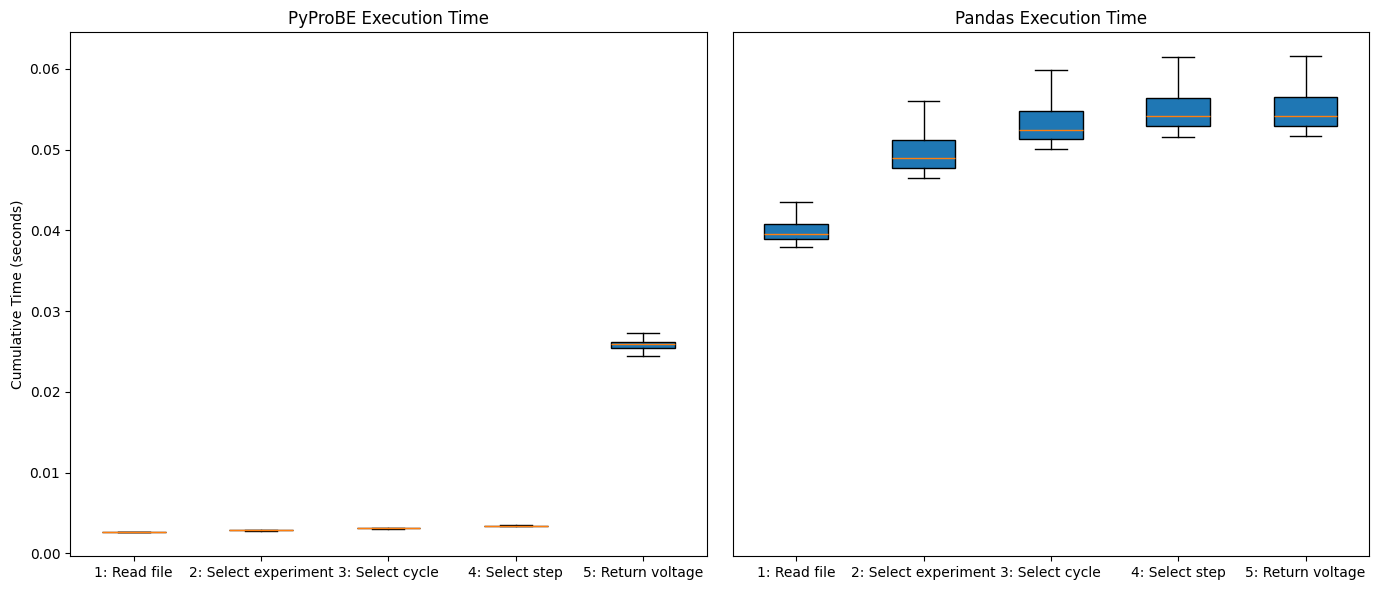 PyProBE Execution Time
Pandas Execution Time
Cumulative Time (seconds)
0.06
0.05
0.04
0.03
0.02
0.01
0.00
1: Read file 2: Select experiment 3: Select cycle 4: Select step 5: Return voltage
1: Read file 2: Select experiment 3: Select cycle 4: Select step 5: Return voltage